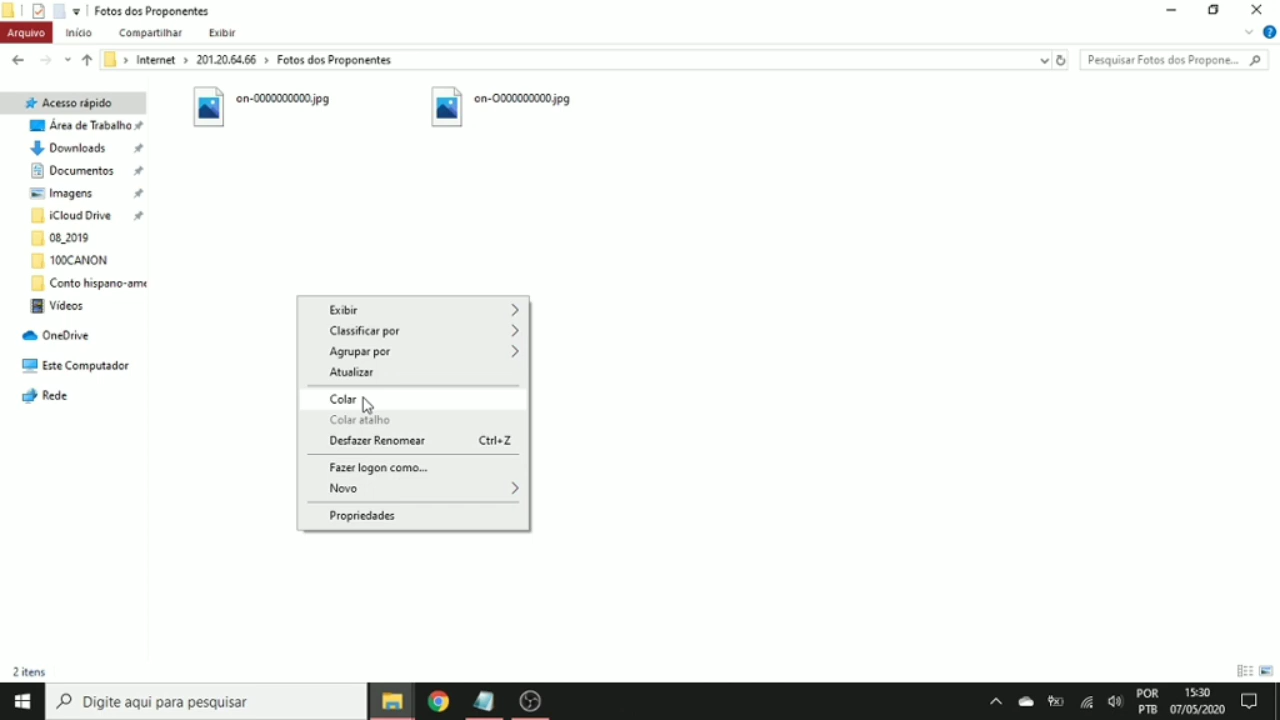 Fotos dos Proponentes
Arquivo Início Compartilhar Exibir
Internet 201.20.64.66 Fotos dos Proponentes Pesquisar Fotos dos Propone...
Acesso rápido
Área de Trabalho
Downloads
Documentos
Imagens
iCloud Drive
08_2019
100CANON
Conto hispano-ame
Vídeos
OneDrive
Este Computador
Rede
on-0000000000.jpg on-O000000000.jpg
Exibir
Classificar por
Agrupar por
Atualizar
Colar
Colar atalho
Desfazer Renomear Ctrl+Z
Fazer logon como...
Novo
Propriedades
2 itens
Digite aqui para pesquisar
POR
PTB
15:30
07/05/2020